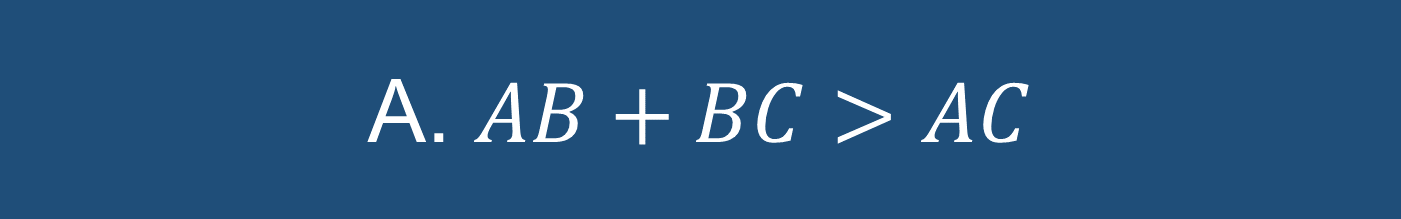 A. AB + BC > AC